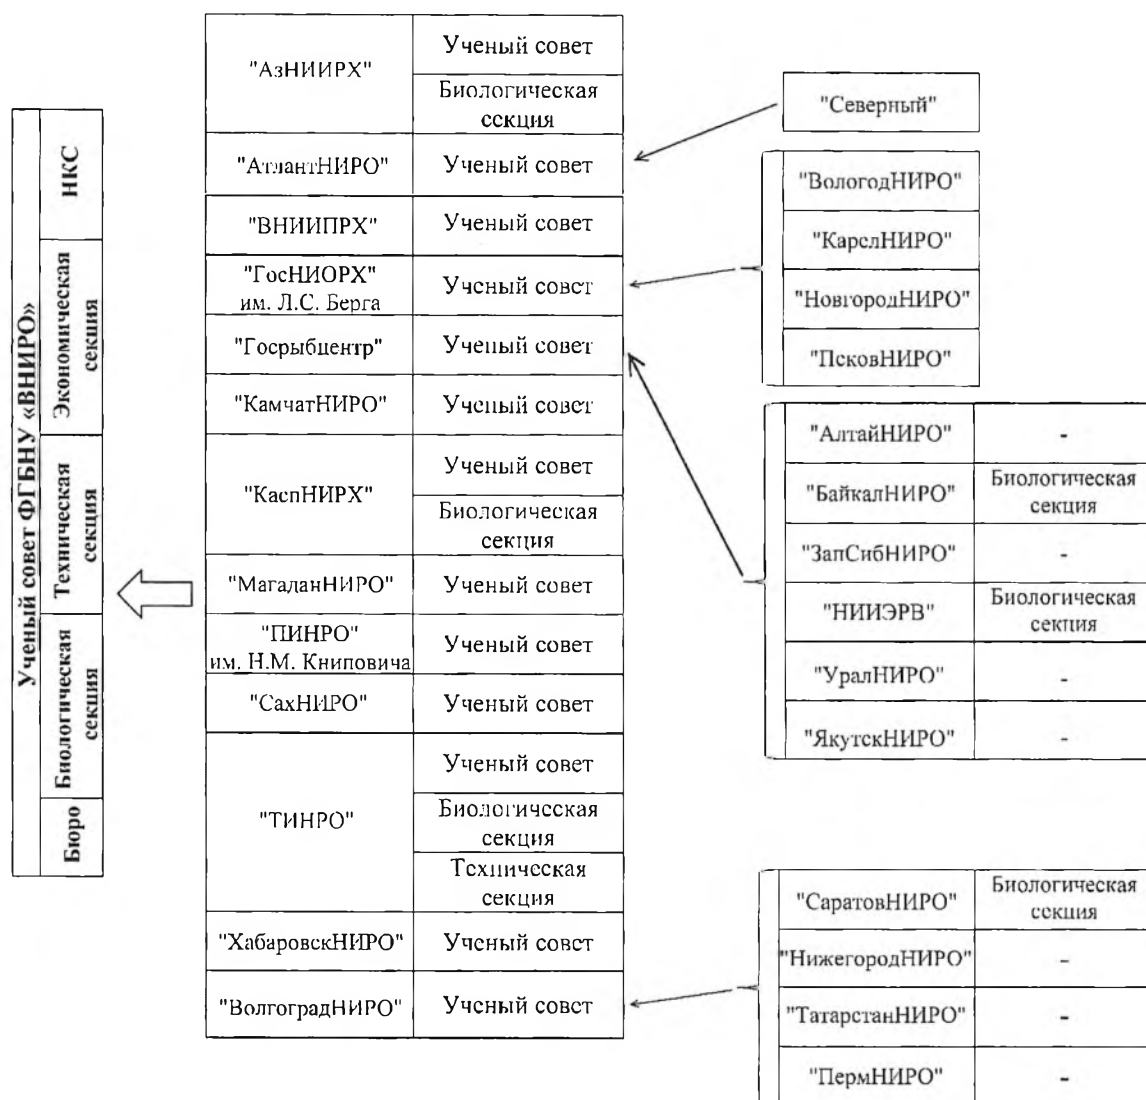 Ученый совет ФГБНУ «ВНИРО»
НКС
Экономическая
секция
Техническая
секция
Биологическая
секция
Бюро
"АзНИИРХ"
Ученый совет
Биологическая
секция
"АтлантНИРО"
Ученый совет
"ВНИИПРХ"
Ученый совет
"ГосНИОРХ"
им. Л.С. Берга
Ученый совет
"Госрыбцентр"
Ученый совет
"КамчатНИРО"
Ученый совет
"КаспНИРХ"
Ученый совет
Биологическая
секция
"МагаданНИРО"
Ученый совет
"ПИНРО"
им. Н.М. Книповича
Ученый совет
"СахНИРО"
Ученый совет
"ТИНРО"
Ученый совет
Биологическая
секция
Техническая
секция
"ХабаровскНИРО"
Ученый совет
"ВолгоградНИРО"
Ученый совет
"Северный"
"ВологодНИРО"
"КарелНИРО"
"НовгородНИРО"
"ПсковНИРО"
"АлтайНИРО"
-
"БайкалНИРО"
Биологическая
секция
"ЗапСибНИРО"
-
"НИИЭРВ"
Биологическая
секция
"УралНИРО"
-
"ЯкутскНИРО"
-
"СаратовНИРО"
Биологическая
секция
"НижегородНИРО"
-
"ТатарстанНИРО"
-
"ПермНИРО"
-